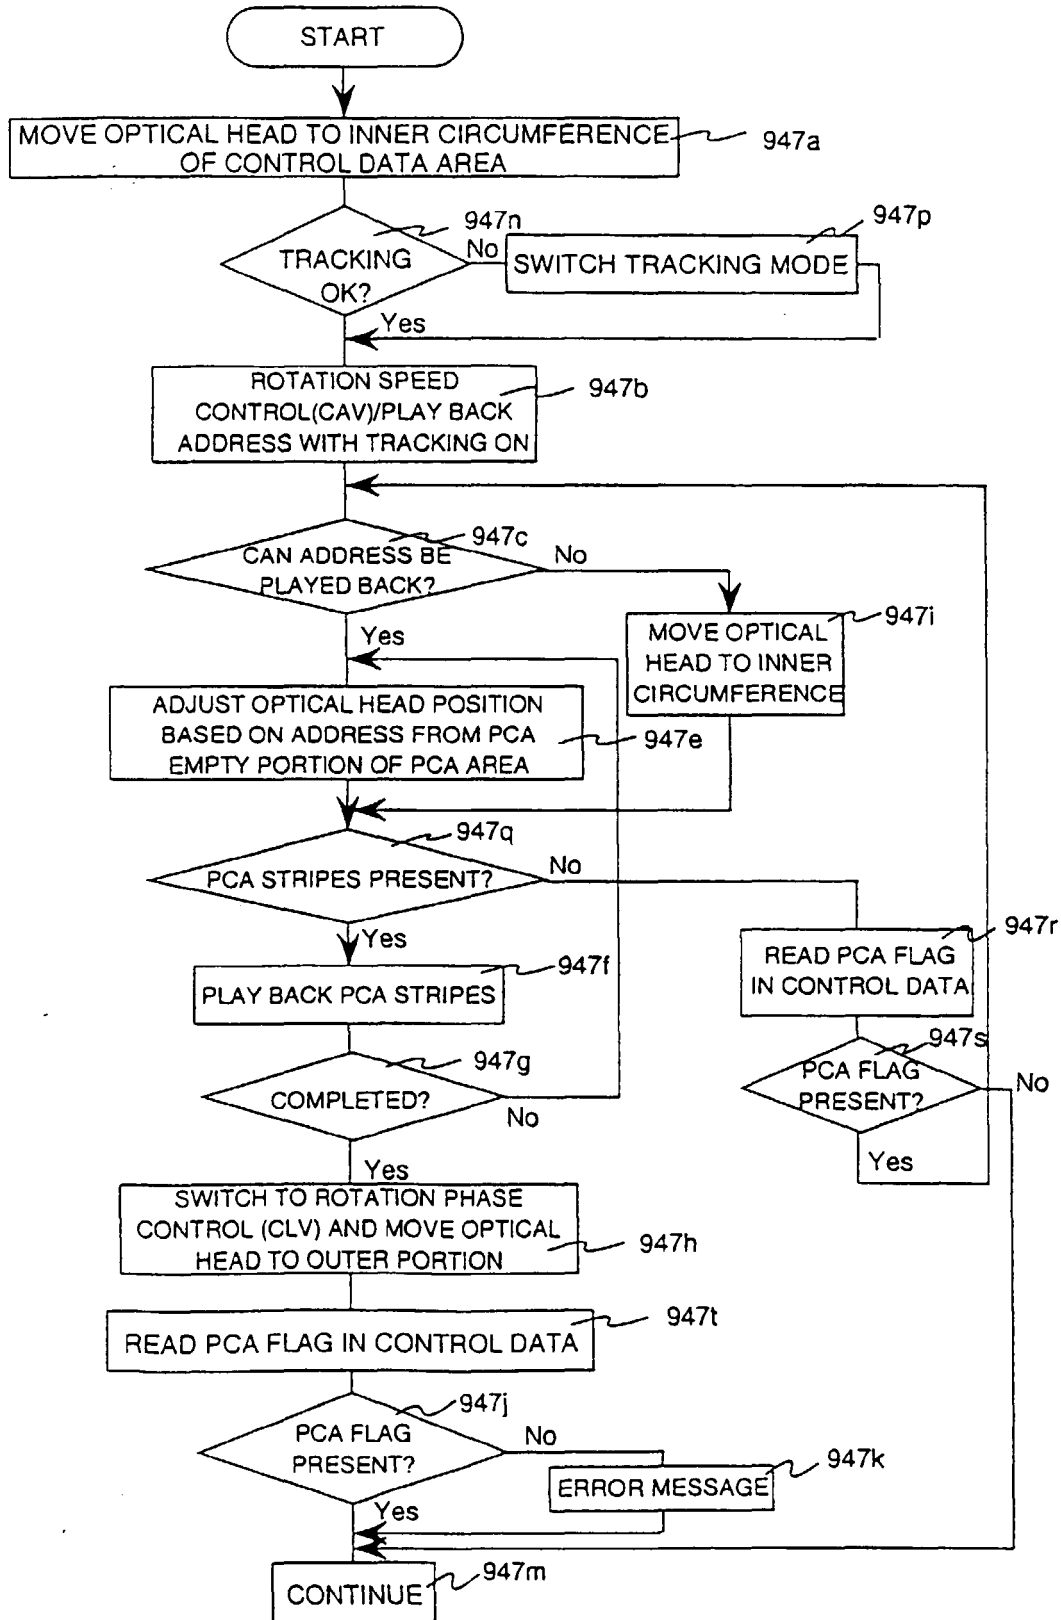 START
MOVE OPTICAL HEAD TO INNER CIRCUMFERENCE
OF CONTROL DATA AREA
947a
947n
TRACKING
OK?
No
947p
SWITCH TRACKING MODE
Yes
ROTATION SPEED
CONTROL(CAV)/PLAY BACK
ADDRESS WITH TRACKING ON
947b
947c
CAN ADDRESS BE
PLAYED BACK?
No
Yes
947i
MOVE OPTICAL
HEAD TO INNER
CIRCUMFERENCE
ADJUST OPTICAL HEAD POSITION
BASED ON ADDRESS FROM PCA
EMPTY PORTION OF PCA AREA
947e
947q
PCA STRIPES PRESENT?
No
Yes
947r
READ PCA FLAG
IN CONTROL DATA
947f
PLAY BACK PCA STRIPES
947s
PCA FLAG
PRESENT?
No
Yes
947g
COMPLETED?
No
Yes
SWITCH TO ROTATION PHASE
CONTROL (CLV) AND MOVE OPTICAL
HEAD TO OUTER PORTION
947h
947t
READ PCA FLAG IN CONTROL DATA
947j
PCA FLAG
PRESENT?
No
947k
ERROR MESSAGE
Yes
CONTINUE
947m